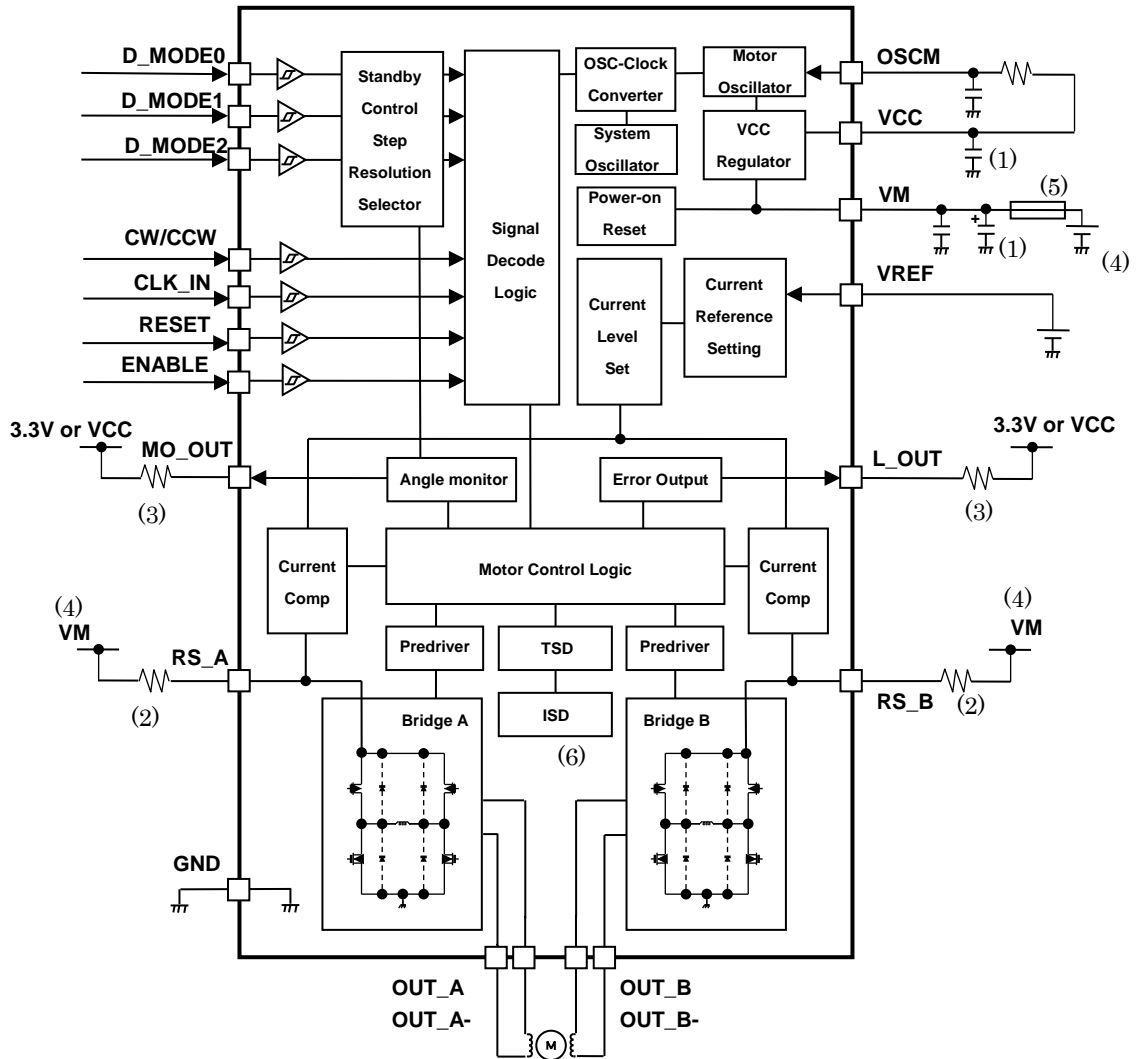 D_MODE0
D_MODE1
D_MODE2
CW/CCW
CLK_IN
RESET
ENABLE
Standby
Control
Step
Resolution
Selector
Signal
Decode
Logic
OSC-Clock
Converter
System
Oscillator
Motor
Oscillator
VCC
Regulator
Power-on
Reset
Current
Level
Set
Current
Reference
Setting
OSCM
VCC
(1)
VM
(5)
(1)
(4)
VREF
3.3V or VCC
MO_OUT
(3)
Angle monitor
Error Output
3.3V or VCC
L_OUT
(3)
Current
Comp
Motor Control Logic
Current
Comp
(4)
VM
RS_A
(2)
Predriver
TSD
Predriver
ISD
(6)
(4)
VM
RS_B
(2)
Bridge A
Bridge B
GND
OUT_A
OUT_A-
OUT_B
OUT_B-
M